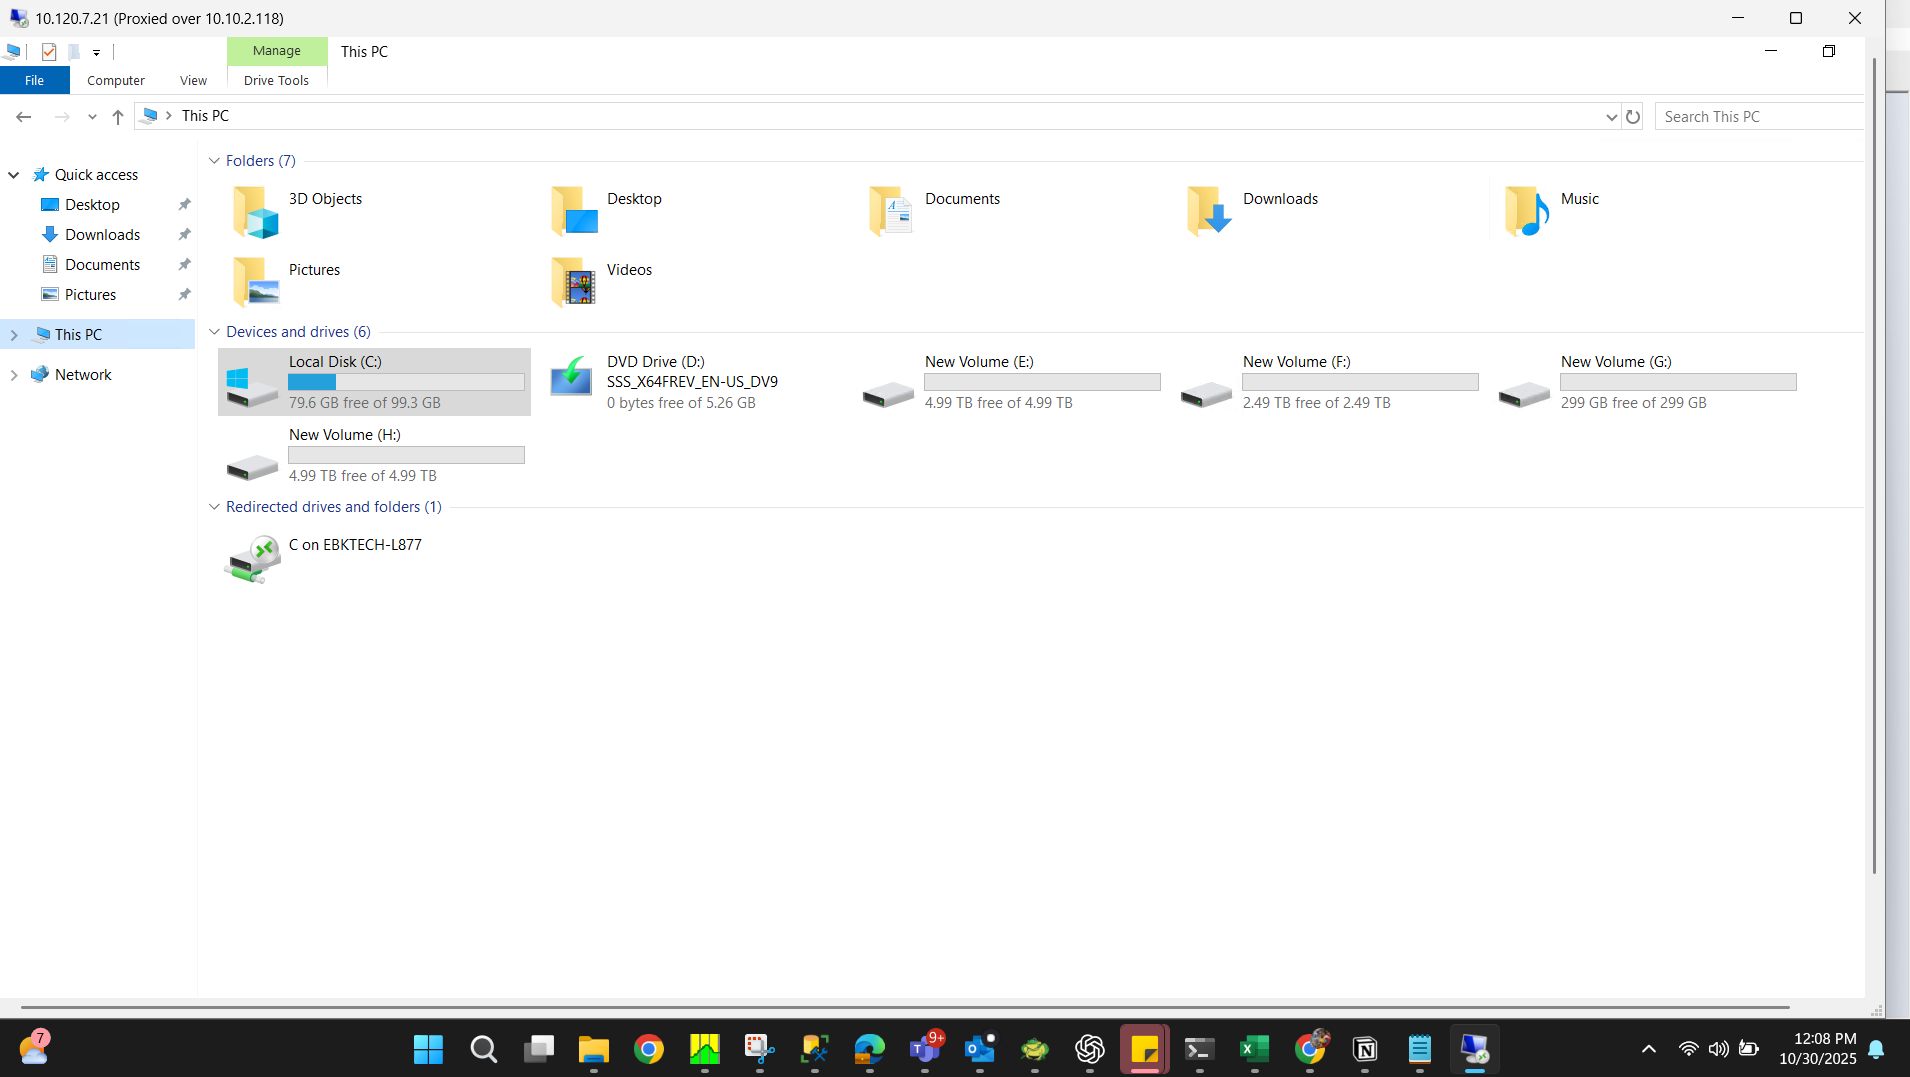 10.120.7.21 (Proxied over 10.10.2.118)
Manage
This PC
File
Computer
View
Drive Tools
This PC
Search This PC
Quick access
Desktop
Downloads
Documents
Pictures
This PC
Network
Folders (7)
3D Objects
Desktop
Documents
Downloads
Music
Pictures
Videos
Devices and drives (6)
Local Disk (C:)
79.6 GB free of 99.3 GB
DVD Drive (D:)
SSS_X64FREV_EN-US_DV9
0 bytes free of 5.26 GB
New Volume (E:)
4.99 TB free of 4.99 TB
New Volume (F:)
2.49 TB free of 2.49 TB
New Volume (G:)
299 GB free of 299 GB
New Volume (H:)
4.99 TB free of 4.99 TB
Redirected drives and folders (1)
C on EBKTECH-L877
7
9+
12:08 PM
10/30/2025